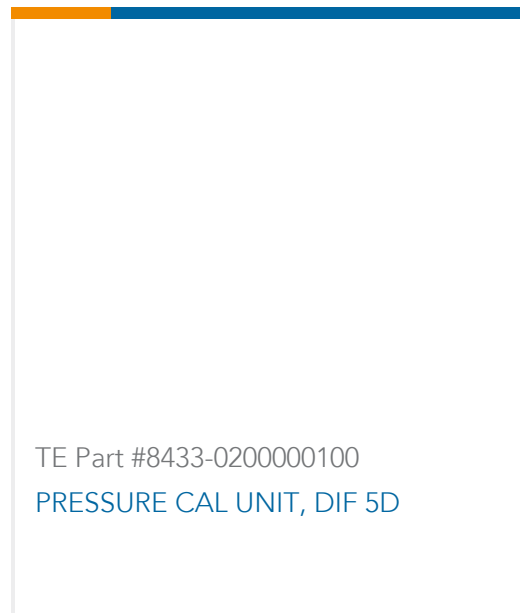 TE Part #8433-0200000100
PRESSURE CAL UNIT, DIF 5D